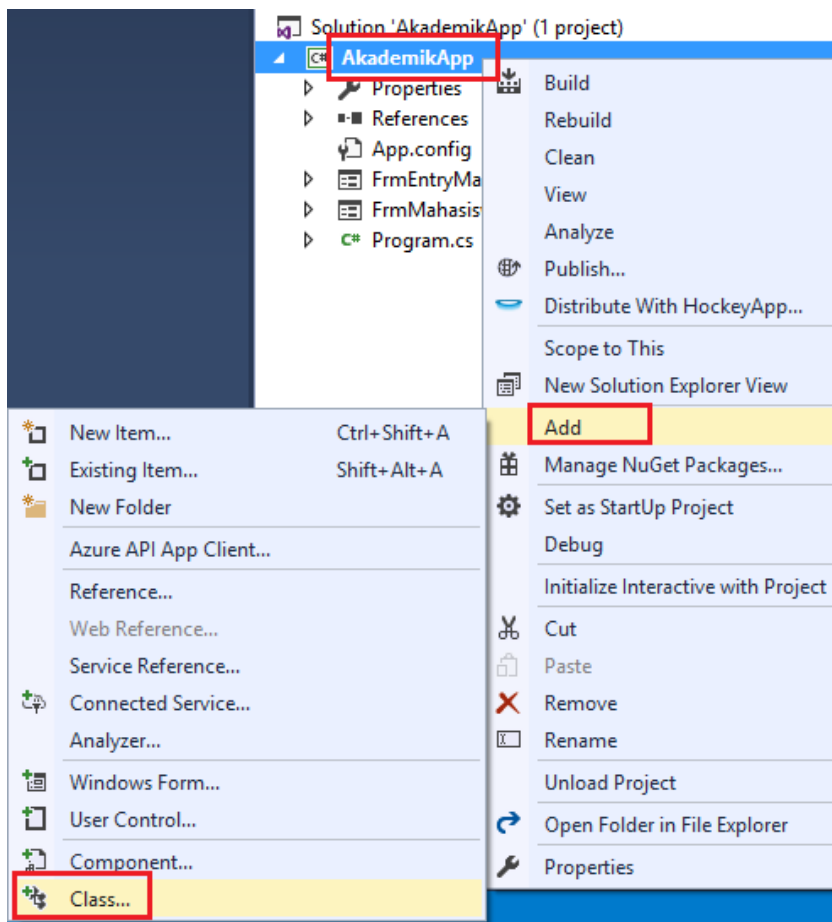 Solution 'AkademikApp' (1 project)
C# AkademikApp
Properties
References
App.config
FrmEntryMa
FrmMahasis
C# Program.cs
Build
Rebuild
Clean
View
Analyze
Publish...
Distribute With HockeyApp...
Scope to This
New Solution Explorer View
Add
Manage NuGet Packages...
Set as StartUp Project
Debug
Initialize Interactive with Project
Cut
Paste
Remove
Rename
Unload Project
Open Folder in File Explorer
Properties
New Item... Ctrl+Shift+A
Existing Item... Shift+Alt+A
New Folder
Azure API App Client...
Reference...
Web Reference...
Service Reference...
Connected Service...
Analyzer...
Windows Form...
User Control...
Component...
Class...